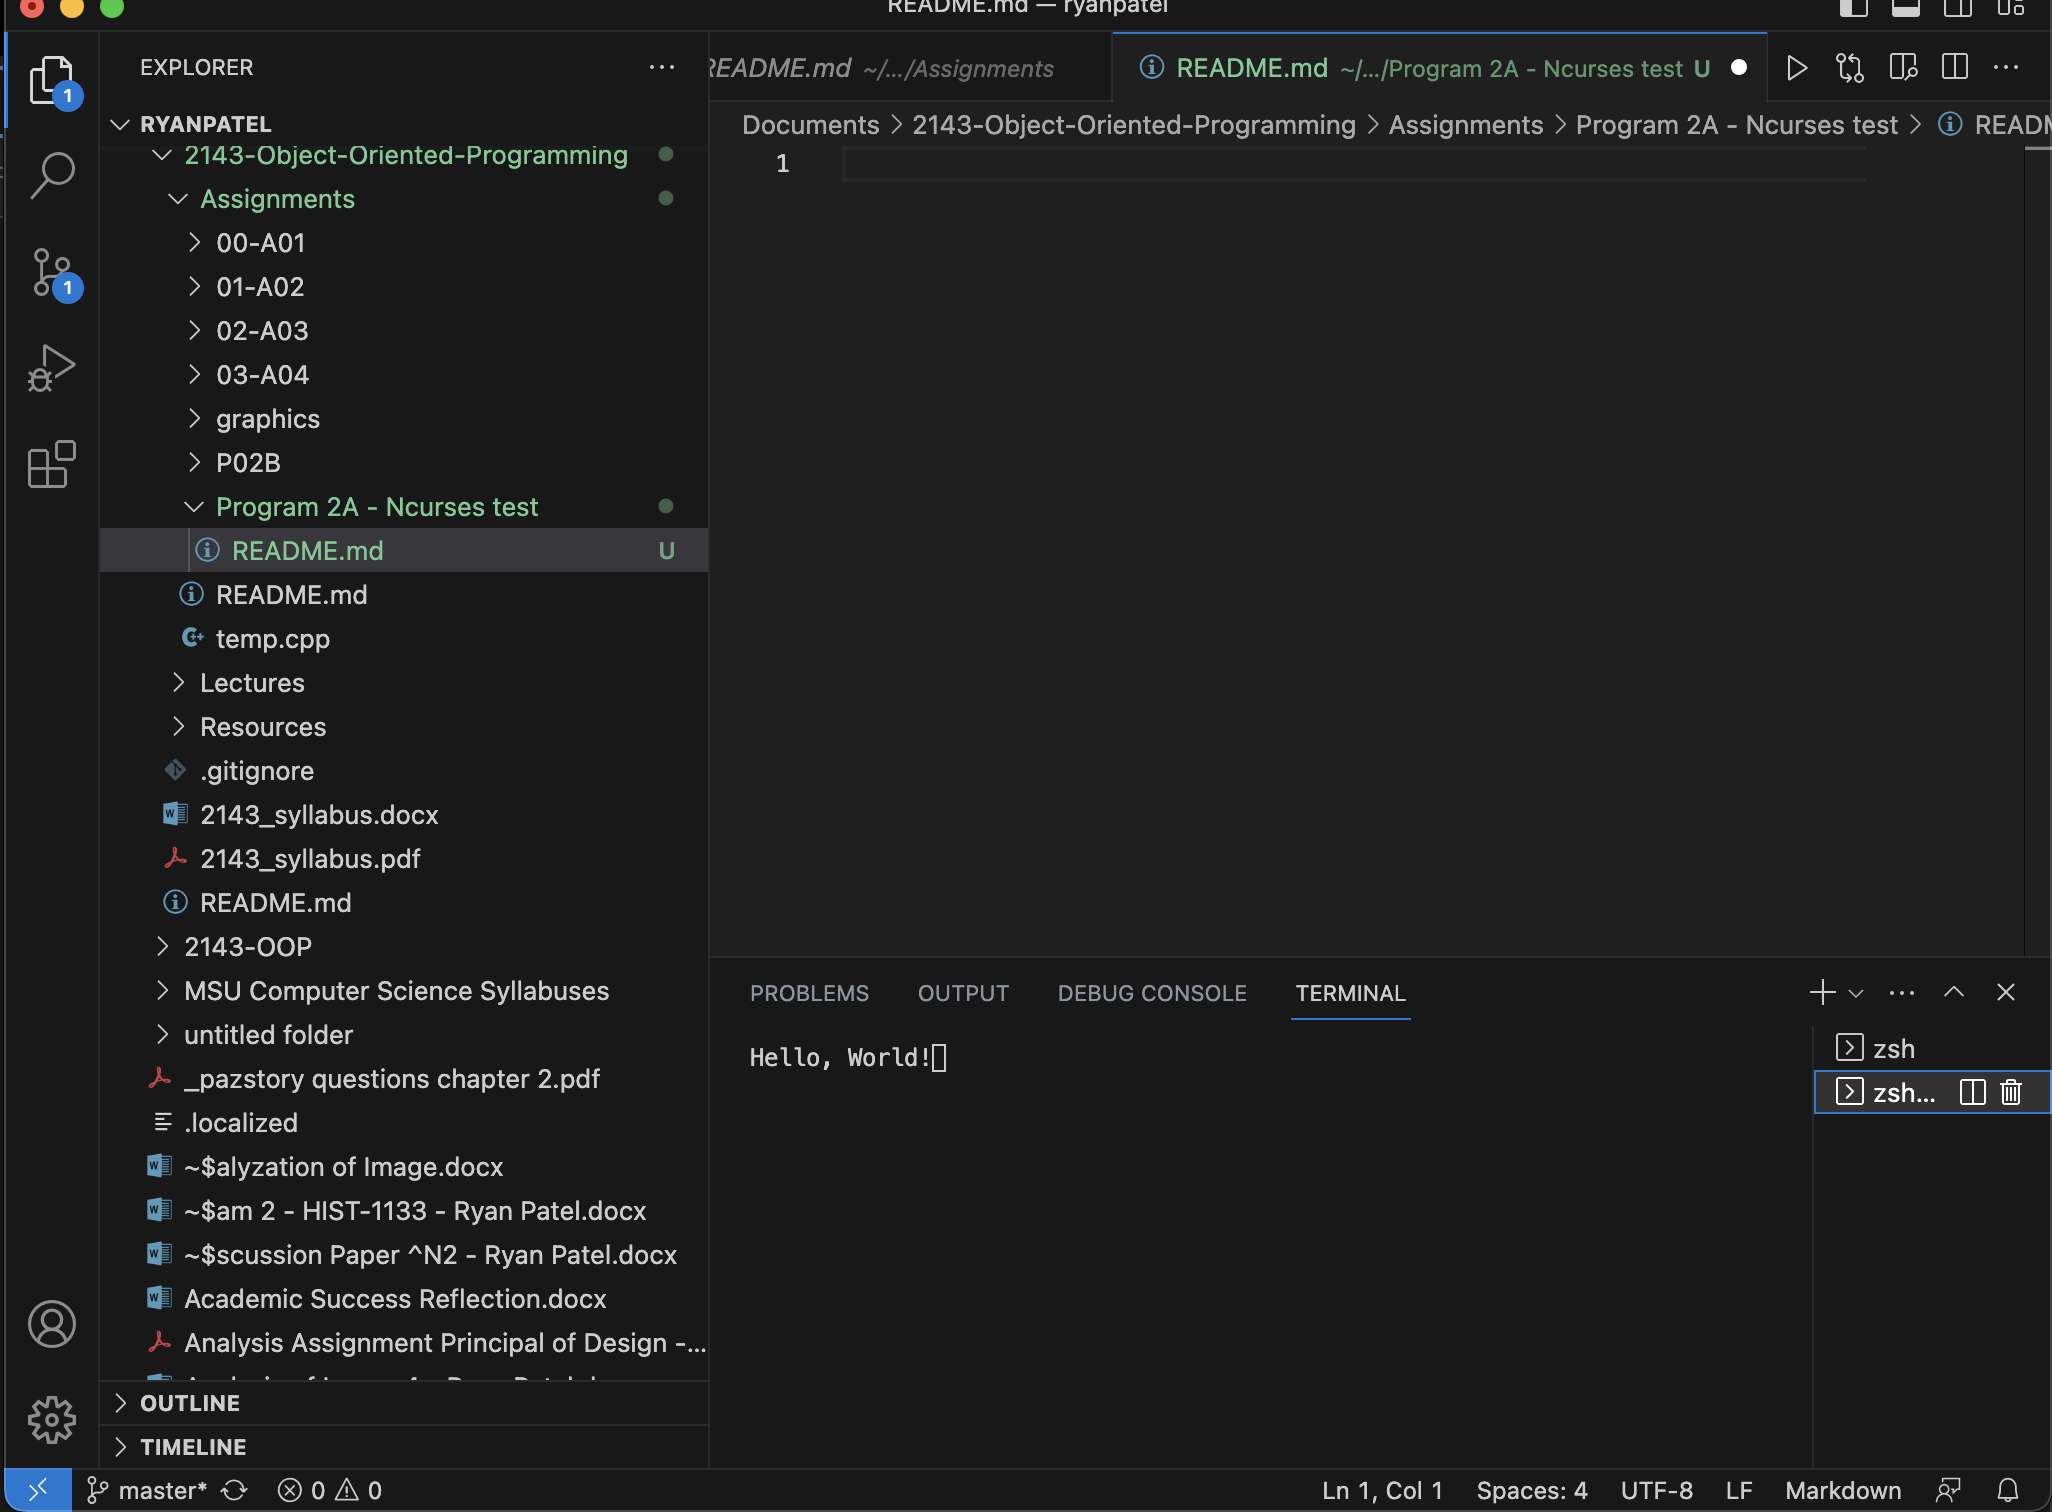 README.md — ryanpatel
EXPLORER
RYANPATEL
2143-Object-Oriented-Programming
Assignments
00-A01
01-A02
02-A03
03-A04
graphics
P02B
Program 2A - Ncurses test
README.md U
README.md
temp.cpp
Lectures
Resources
.gitignore
2143_syllabus.docx
2143_syllabus.pdf
README.md
2143-OOP
MSU Computer Science Syllabuses
untitled folder
_pazstory questions chapter 2.pdf
.localized
~$alyzation of Image.docx
~$am 2 - HIST-1133 - Ryan Patel.docx
~$scussion Paper ^N2 - Ryan Patel.docx
Academic Success Reflection.docx
Analysis Assignment Principal of Design -...
OUTLINE
TIMELINE
1
1
README.md ~/.../Assignments
README.md ~/.../Program 2A - Ncurses test U
Documents > 2143-Object-Oriented-Programming > Assignments > Program 2A - Ncurses test > READM
1
PROBLEMS OUTPUT DEBUG CONSOLE TERMINAL
Hello, World!
zsh
zsh...
master* 0 0
Ln 1, Col 1 Spaces: 4 UTF-8 LF Markdown